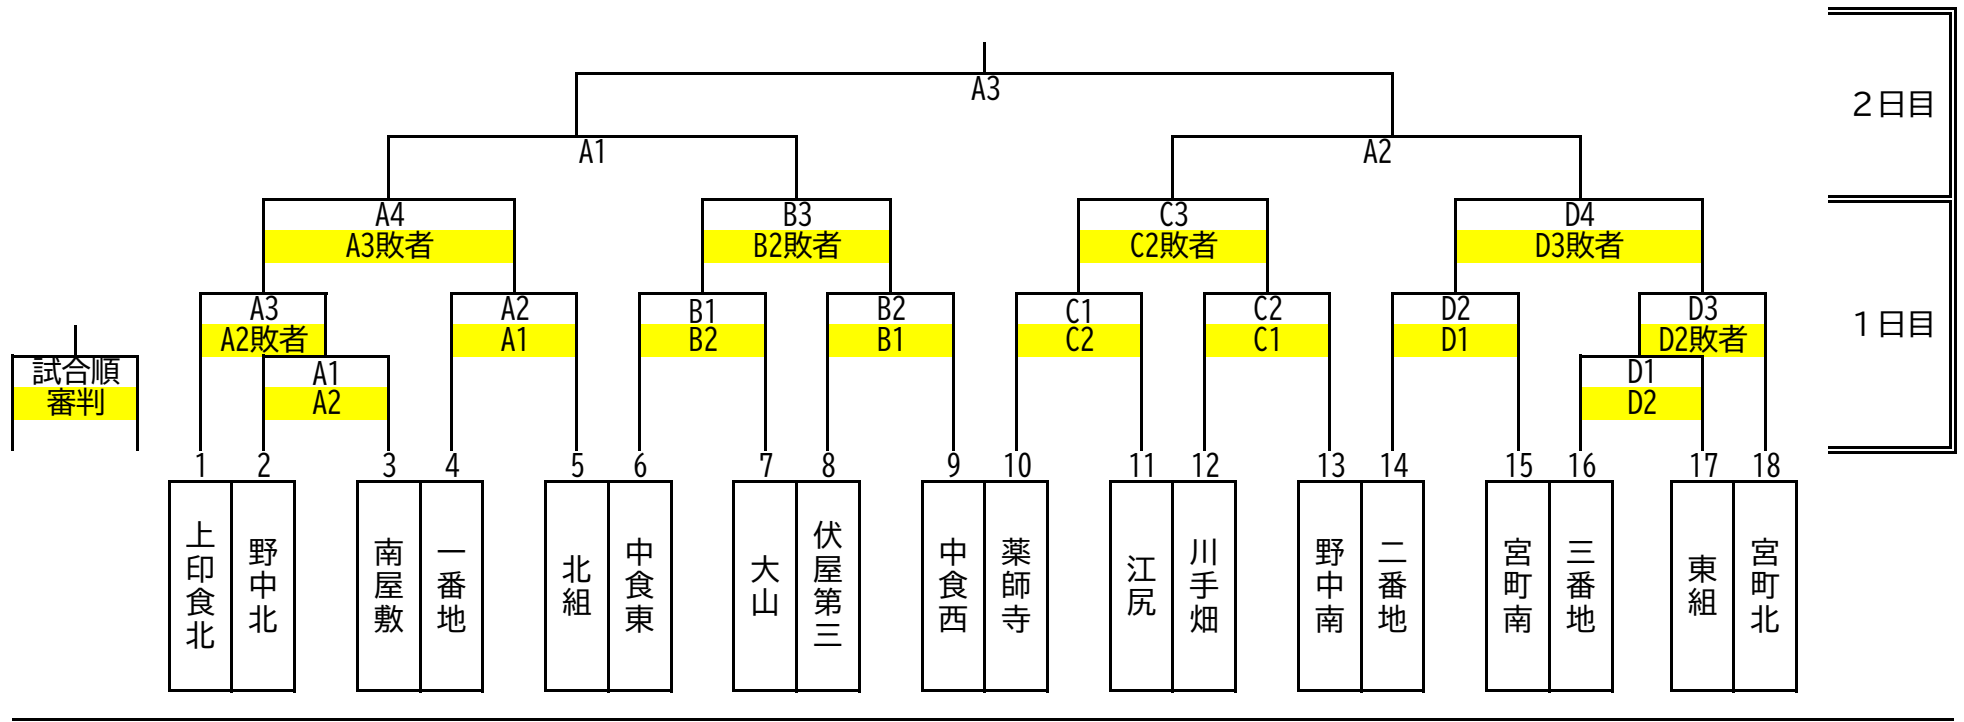 A3
２日目
A1 A2
A4 B3 C3 D4
A3敗者 B2敗者 C2敗者 D3敗者
A3 A2 B1 B2 C1 C2 D2 D3
１日目
A2敗者 A1 B2 B1 C2 C1 D1 D2敗者
試合順 A1 D1
審判 A2 D2
1 2 3 4 5 6 7 8 9 10 11 12 13 14 15 16 17 18
上印食北
野中北
南屋敷
一番地
北組
中食東
大山
伏屋第三
中食西
薬師寺
江尻
川手畑
野中南
二番地
宮町南
三番地
東組
宮町北